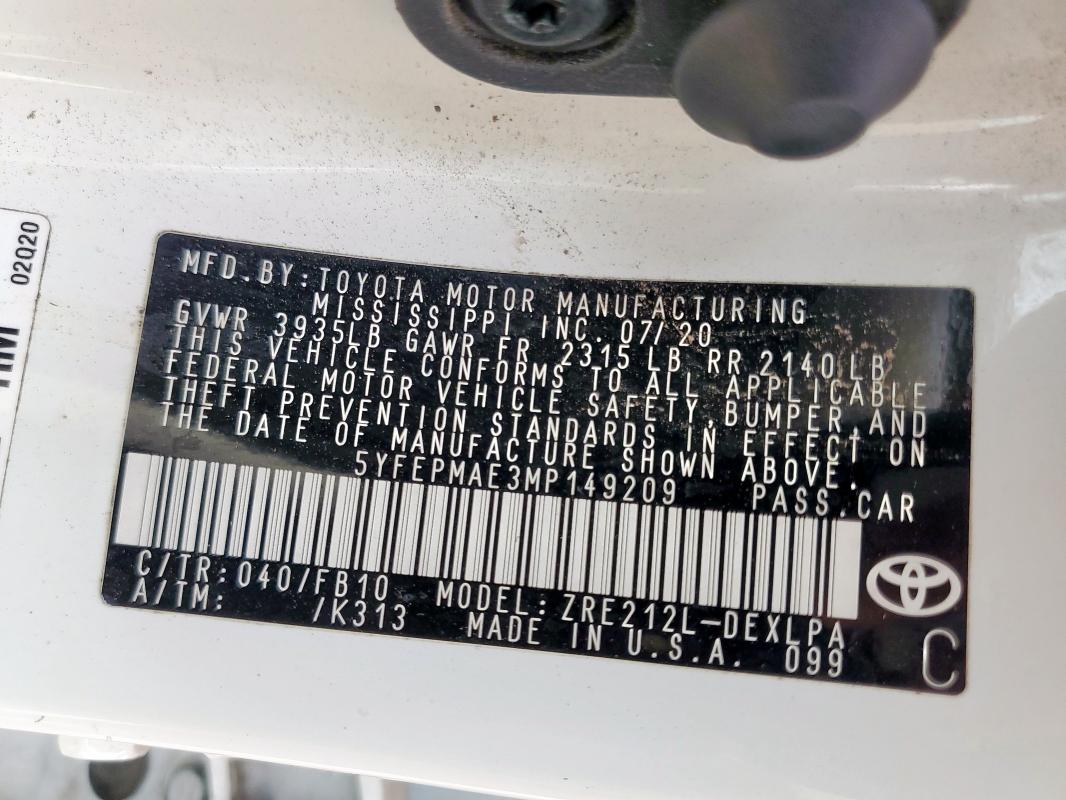 02Q20
MFD.BY:TOYOTA MOTOR MANUFACTURING
MISSISSIPPI INC. 07/20
GVWR 3935LB GAWR FR 2315 LB RR 2140 LB
THIS VEHICLE CONFORMS TO ALL APPLICABLE
FEDERAL MOTOR VEHICLE SAFETY,BUMPER,AND
THEFT PREVENTION STANDARDS IN EFFECT ON
THE DATE OF MANUFACTURE SHOWN ABOVE.
5YFEPMAE3MP149209 PASS.CAR
C/TR:040/FB10 MODEL:ZRE212L-DEXLPA
A/TM: /K313 MADE IN U.S.A. 099
C